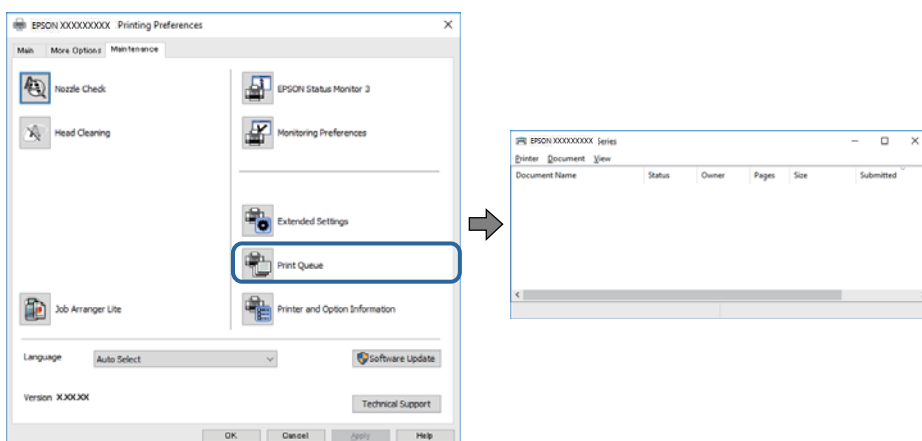 EPSON XXXXXXXXX Printing Preferences
Main More Options Maintenance
Nozzle Check
EPSON Status Monitor 3
Head Cleaning
Monitoring Preferences
Extended Settings
Print Queue
Job Arranger Lite
Printer and Option Information
Language Auto Select Software Update
Version X.XX.XX
Technical Support
OK Cancel Apply Help
EPSON XXXXXXXXX Series
Printer Document View
Document Name Status Owner Pages Size Submitted